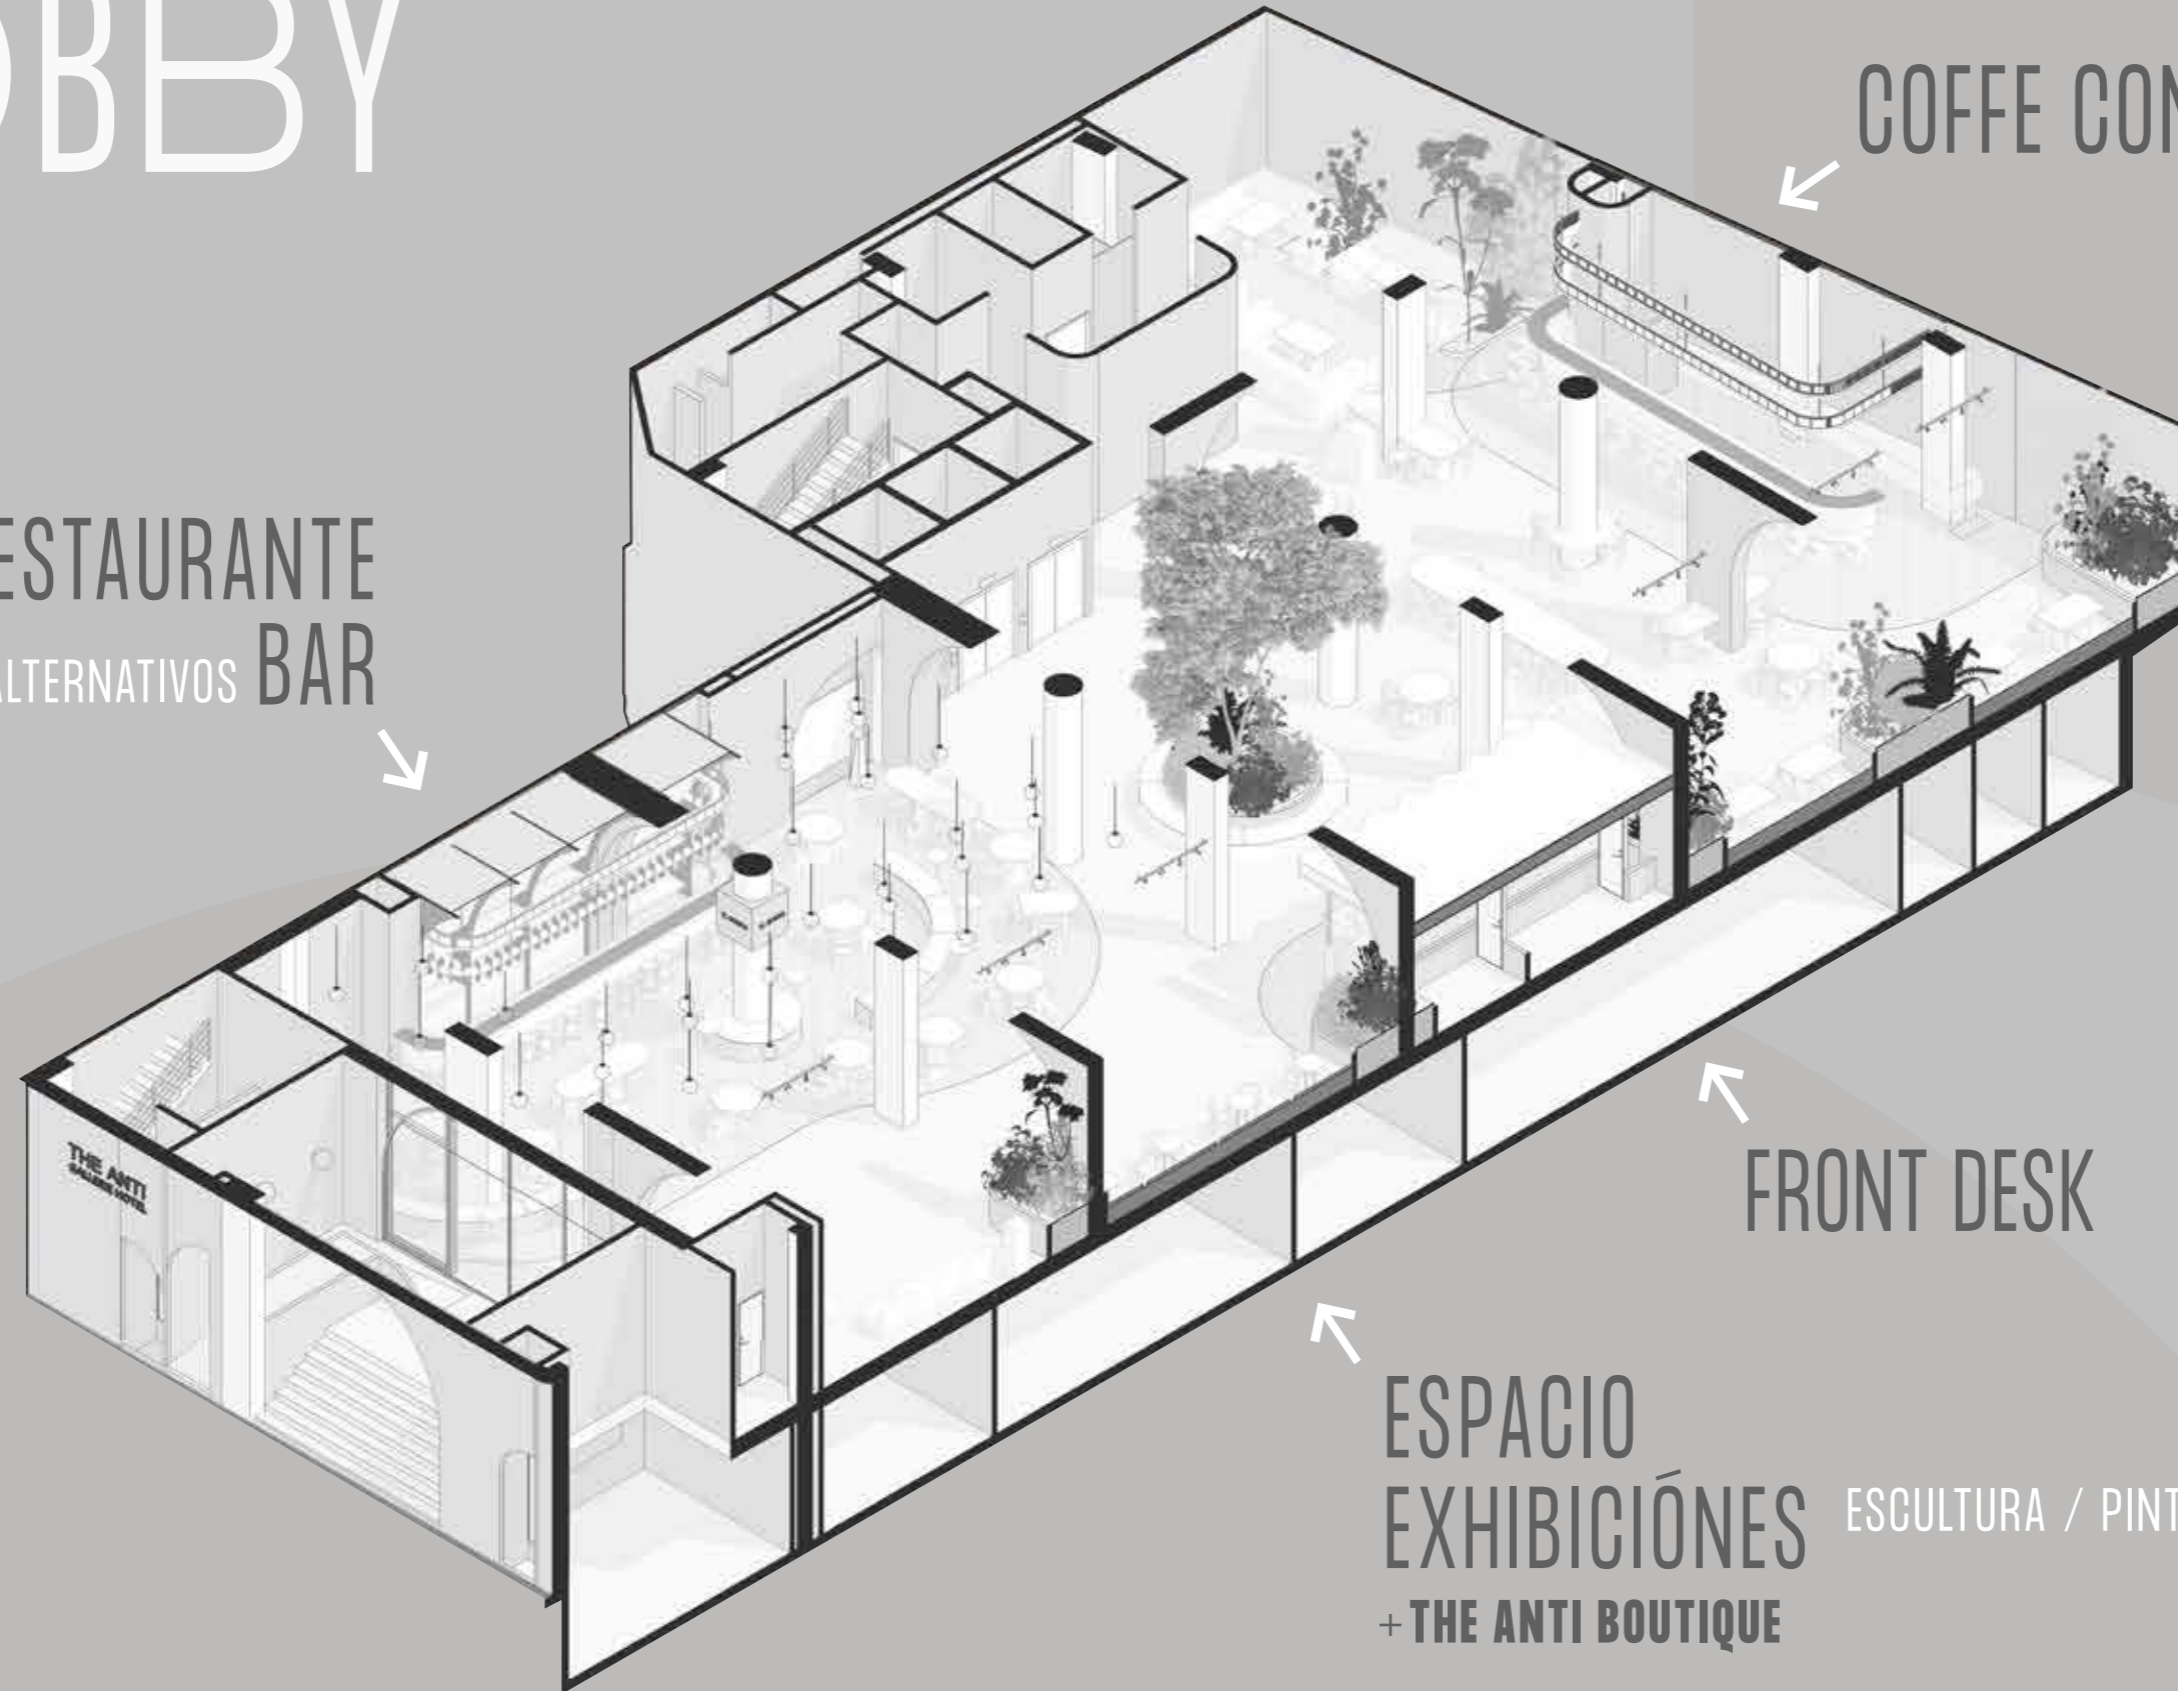 OBBY
COFFE CON
ESTAURANTE
ALTERNATIVOS BAR
THE ANTI
FRONT DESK
ESPACIO
EXHIBICIÓNES ESCULTURA / PINT
+ THE ANTI BOUTIQUE